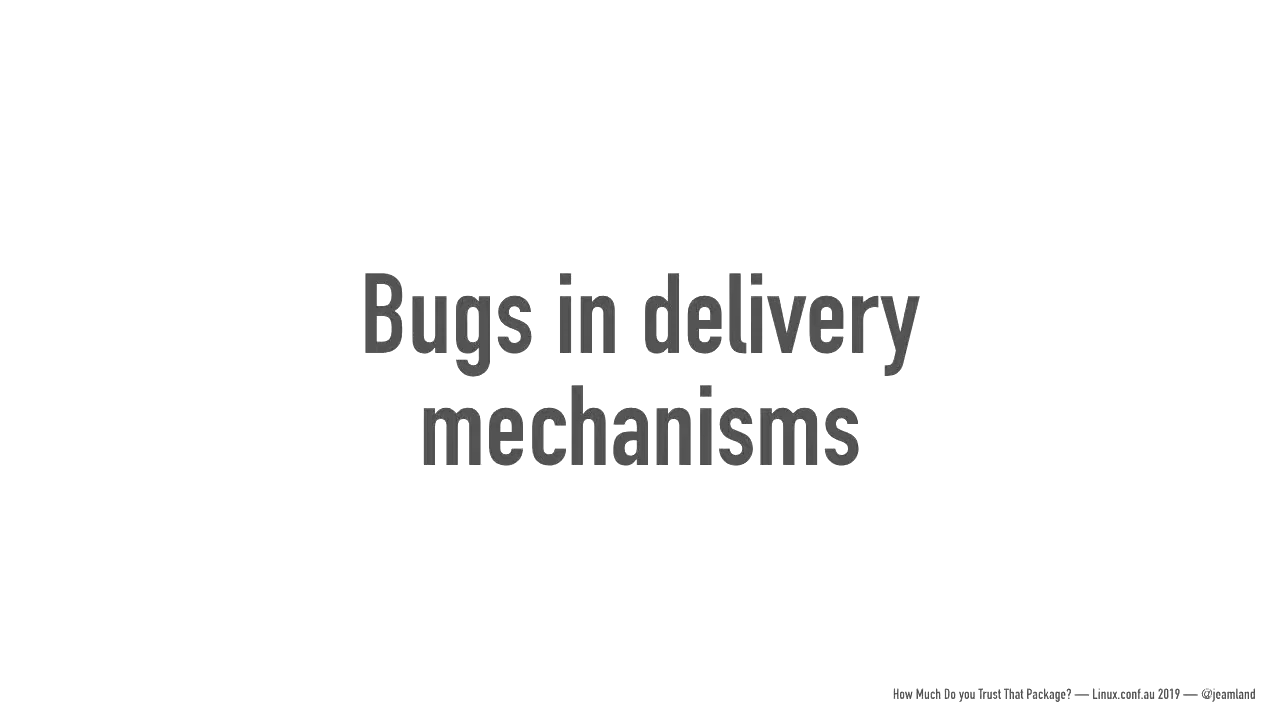 Bugs in delivery
mechanisms
How Much Do you Trust That Package? — Linux.conf.au 2019 — @jeamland